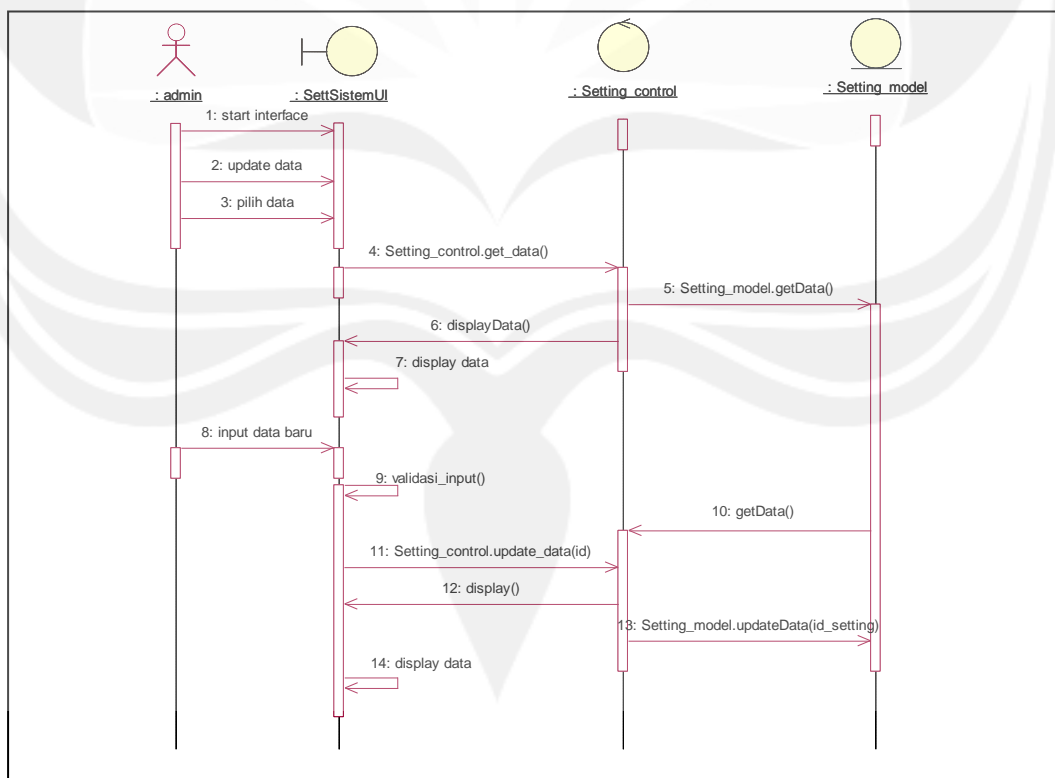 : admin
: SettSistemUI
: Setting_control
: Setting_model
1: start interface
2: update data
3: pilih data
4: Setting_control.get_data()
5: Setting_model.getData()
6: displayData()
7: display data
8: input data baru
9: validasi_input()
10: getData()
11: Setting_control.update_data(id)
12: display()
13: Setting_model.updateData(id_setting)
14: display data